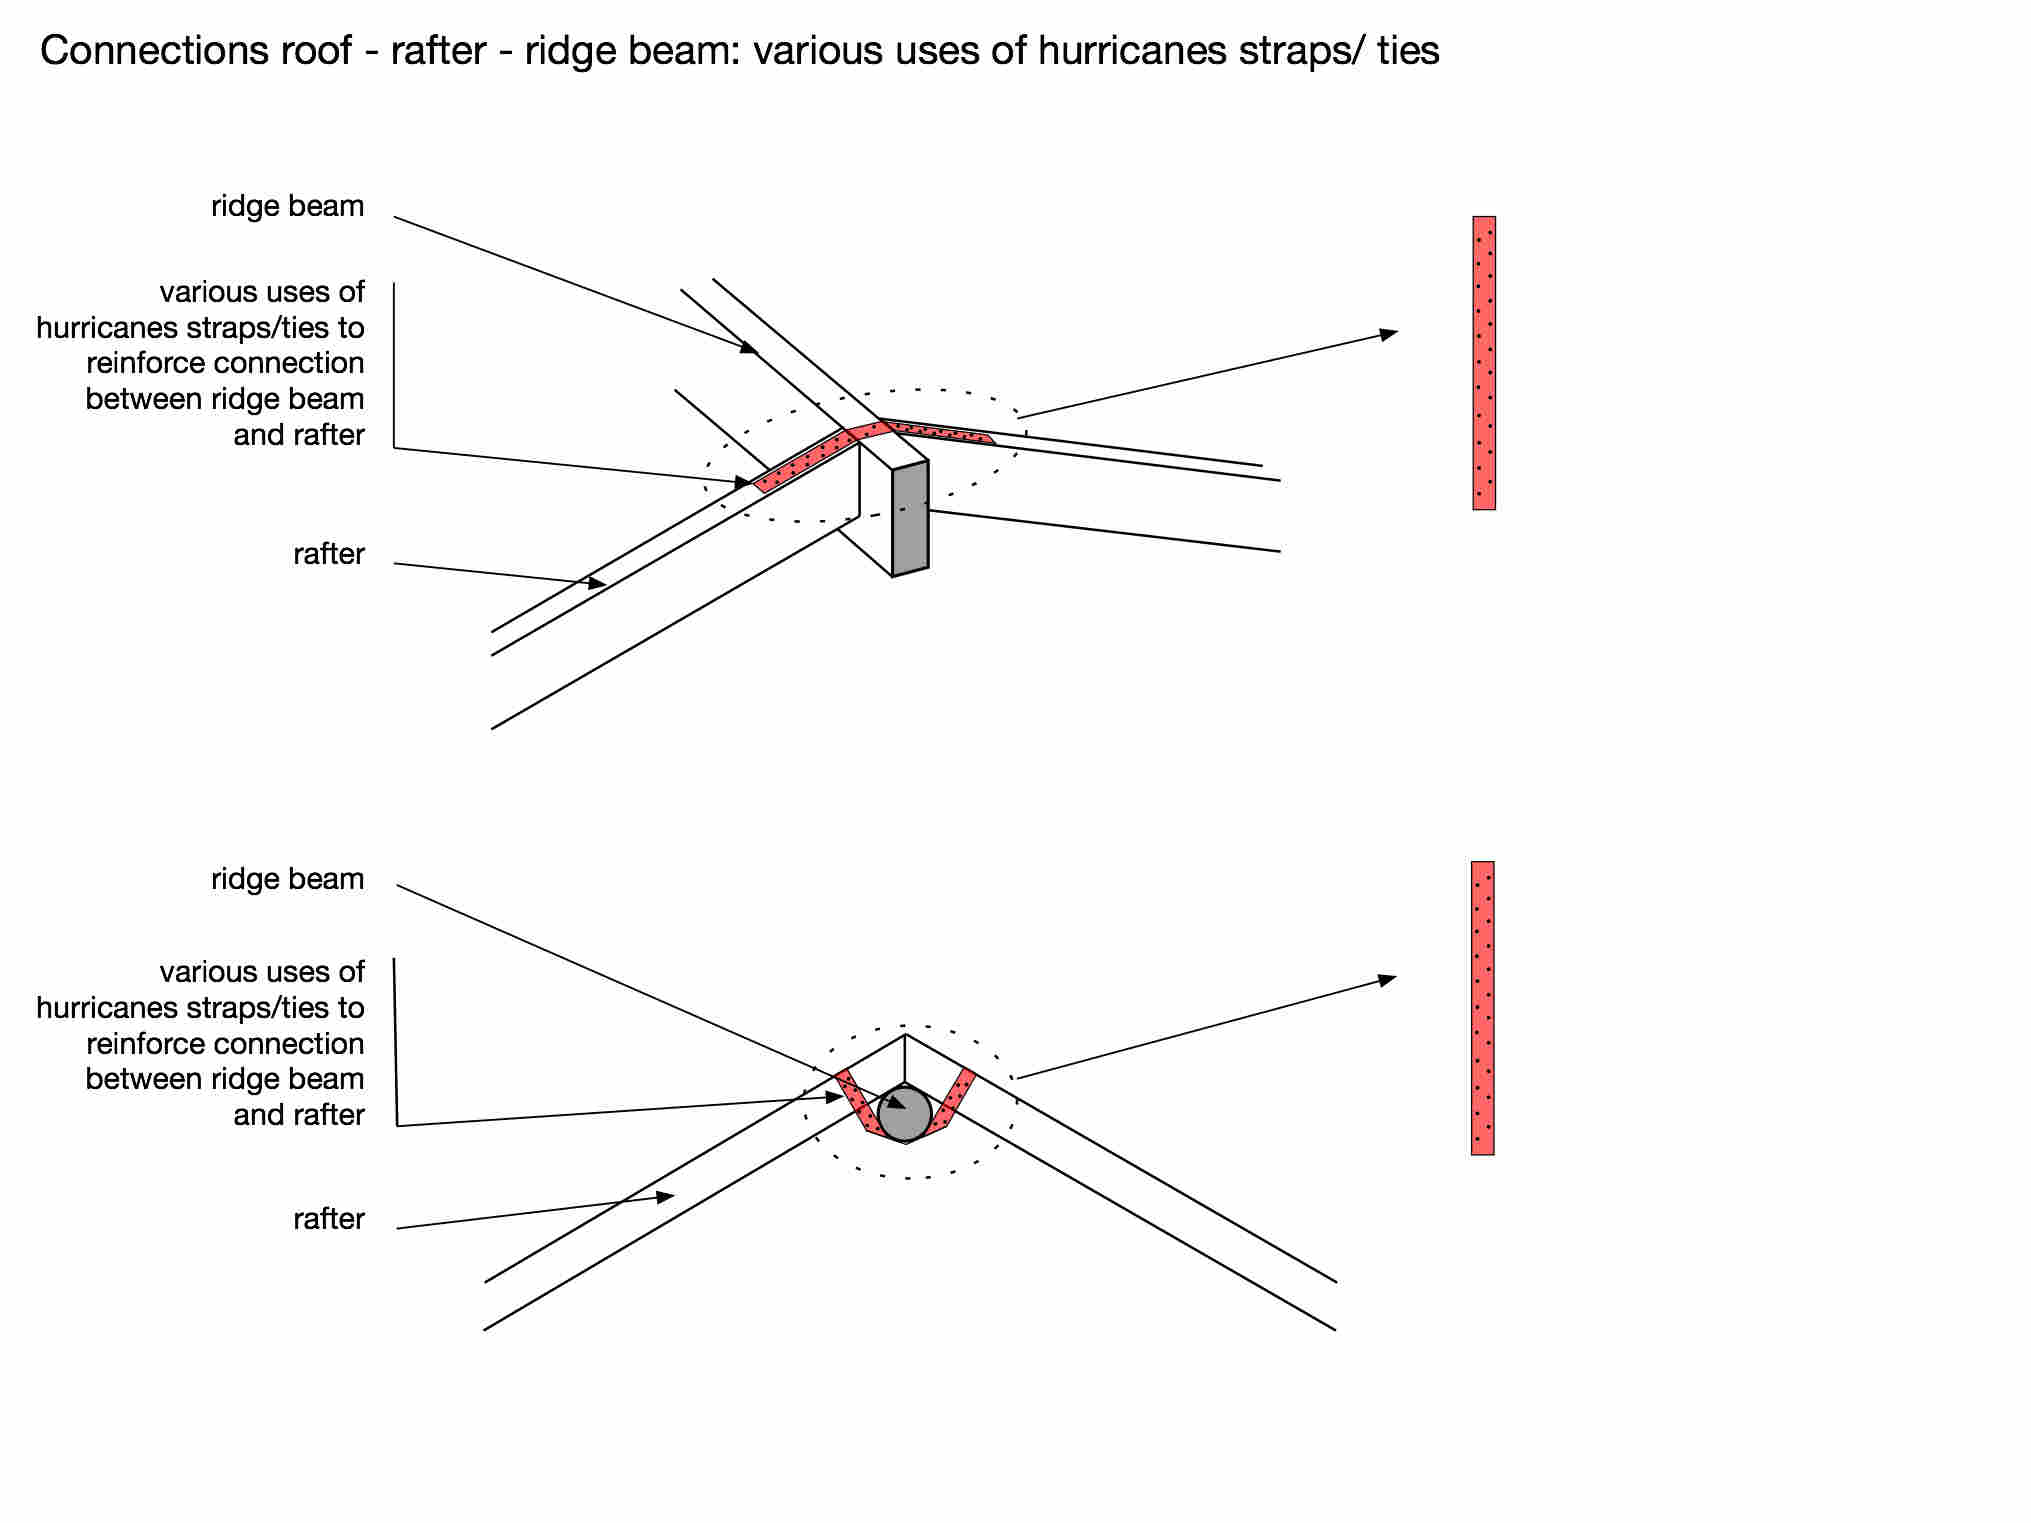 Connections roof - rafter - ridge beam: various uses of hurricanes straps/ ties
ridge beam
various uses of
hurricanes straps/ties to
reinforce connection
between ridge beam
and rafter
rafter
ridge beam
various uses of
hurricanes straps/ties to
reinforce connection
between ridge beam
and rafter
rafter